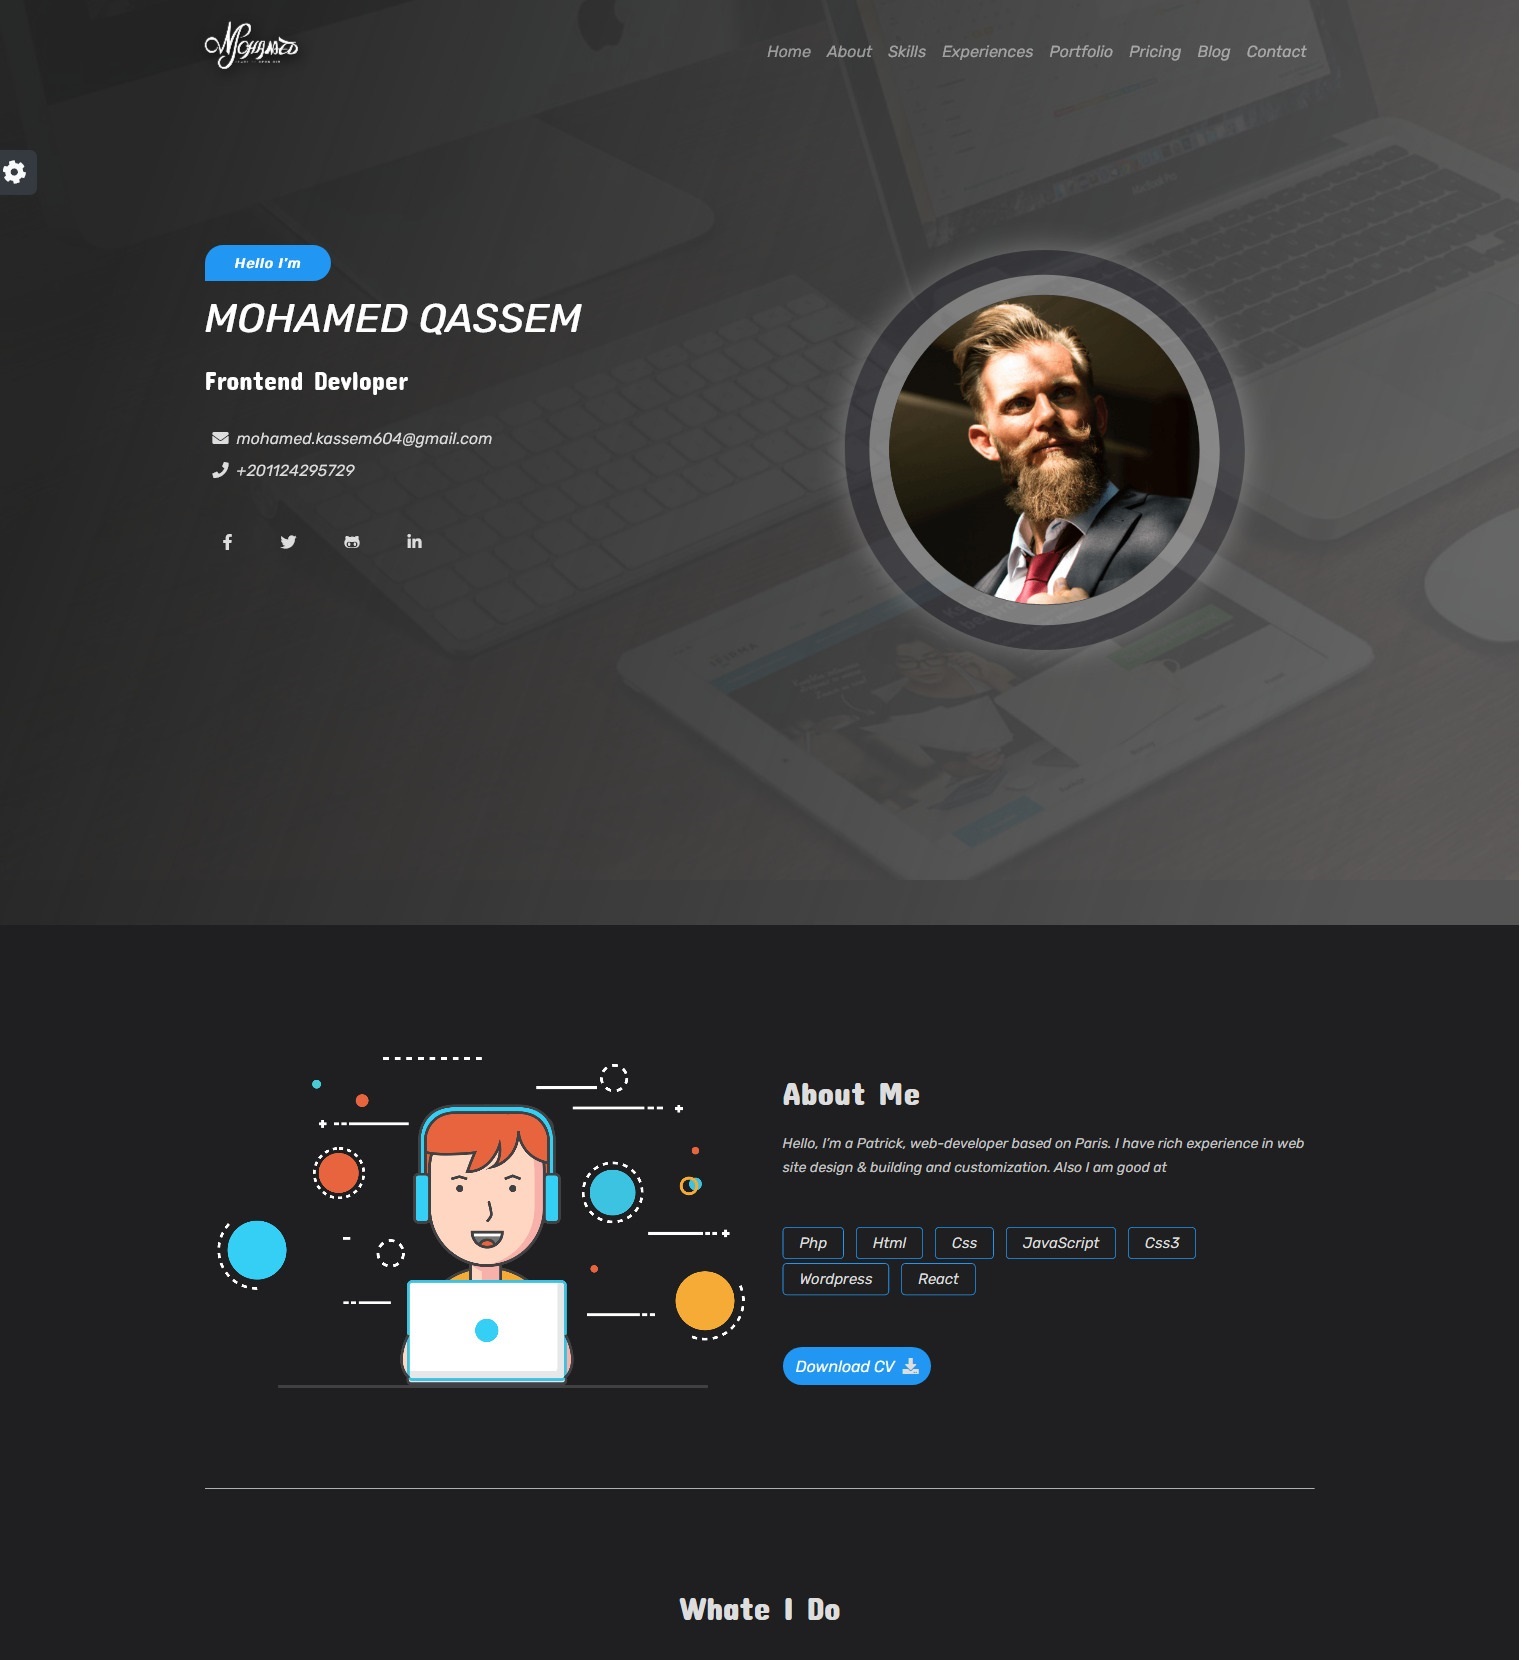 MOHAMED
Home About Skills Experiences Portfolio Pricing Blog Contact
Hello I'm
MOHAMED QASSEM
Frontend Devloper
mohamed.kassem604@gmail.com
+201124295729
About Me
Hello, I'm a Patrick, web-developer based on Paris. I have rich experience in web
site design & building and customization. Also I am good at
Php Html Css JavaScript Css3
Wordpress React
Download CV
Whate I Do